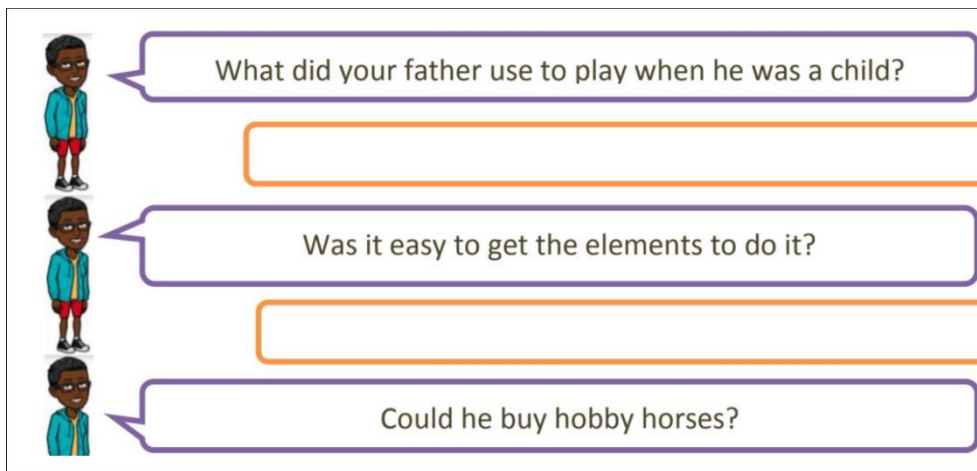 What did your father use to play when he was a child?
Was it easy to get the elements to do it?
Could he buy hobby horses?